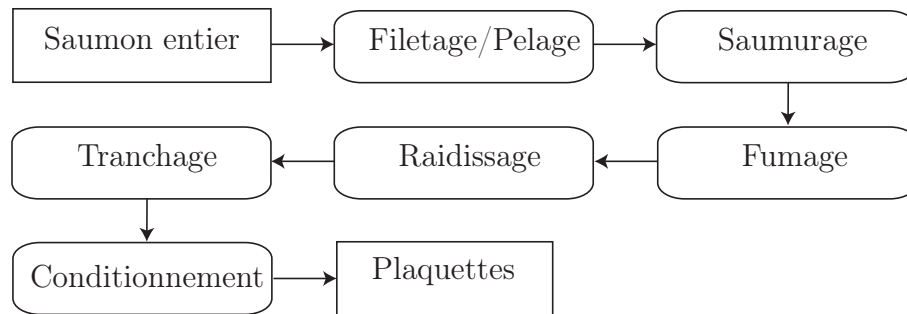 Saumon entier
Filetage/Pelage
Saumurage
Fumage
Raidissage
Tranchage
Conditionnement
Plaquettes